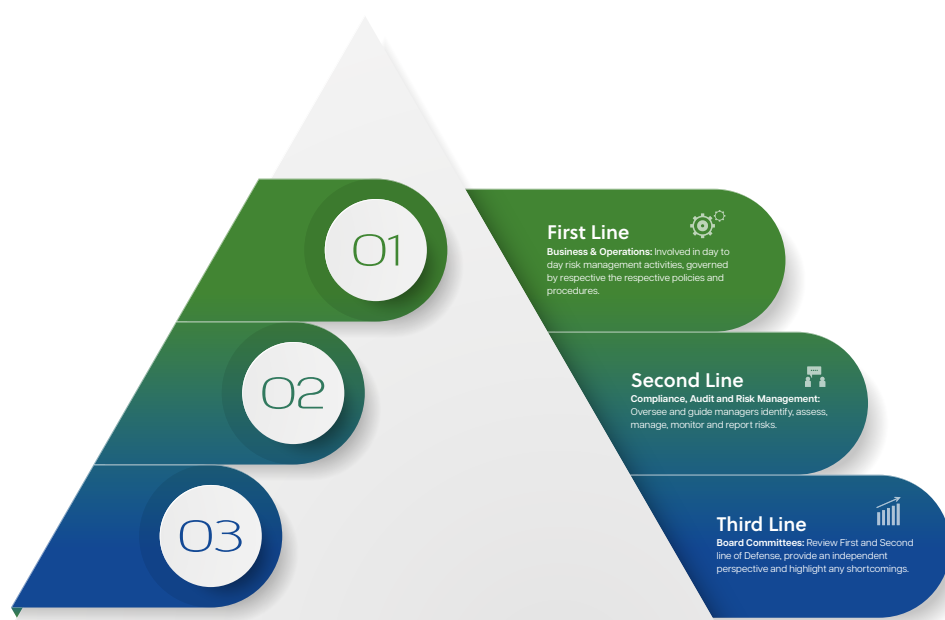 01
First Line
Business & Operations: Involved in day to
day risk management activities, governed
by respective the respective policies and
procedures.
02
Second Line
Compliance, Audit and Risk Management:
Oversee and guide managers identify, assess,
manage, monitor and report risks.
03
Third Line
Board Committees: Review First and Second
line of Defense, provide an independent
perspective and highlight any shortcomings.